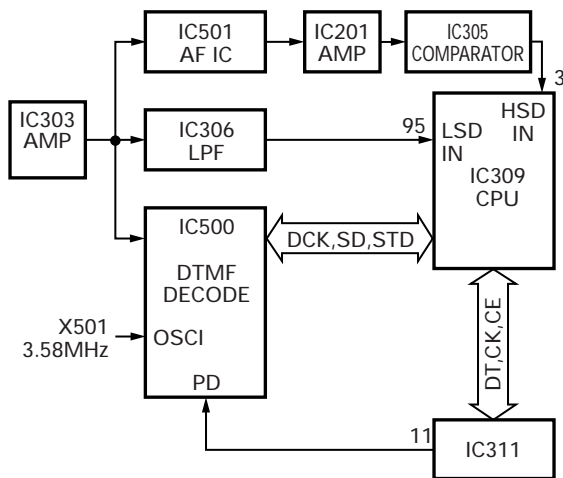 IC501
AF IC
IC201
AMP
IC305
COMPARATOR
3
IC303
AMP
IC306
LPF
95
LSD
IN
HSD
IN
IC309
CPU
IC500
DTMF
DECODE
DCK,SD,STD
X501
3.58MHz
OSCI
PD
DT,CK,CE
11
IC311